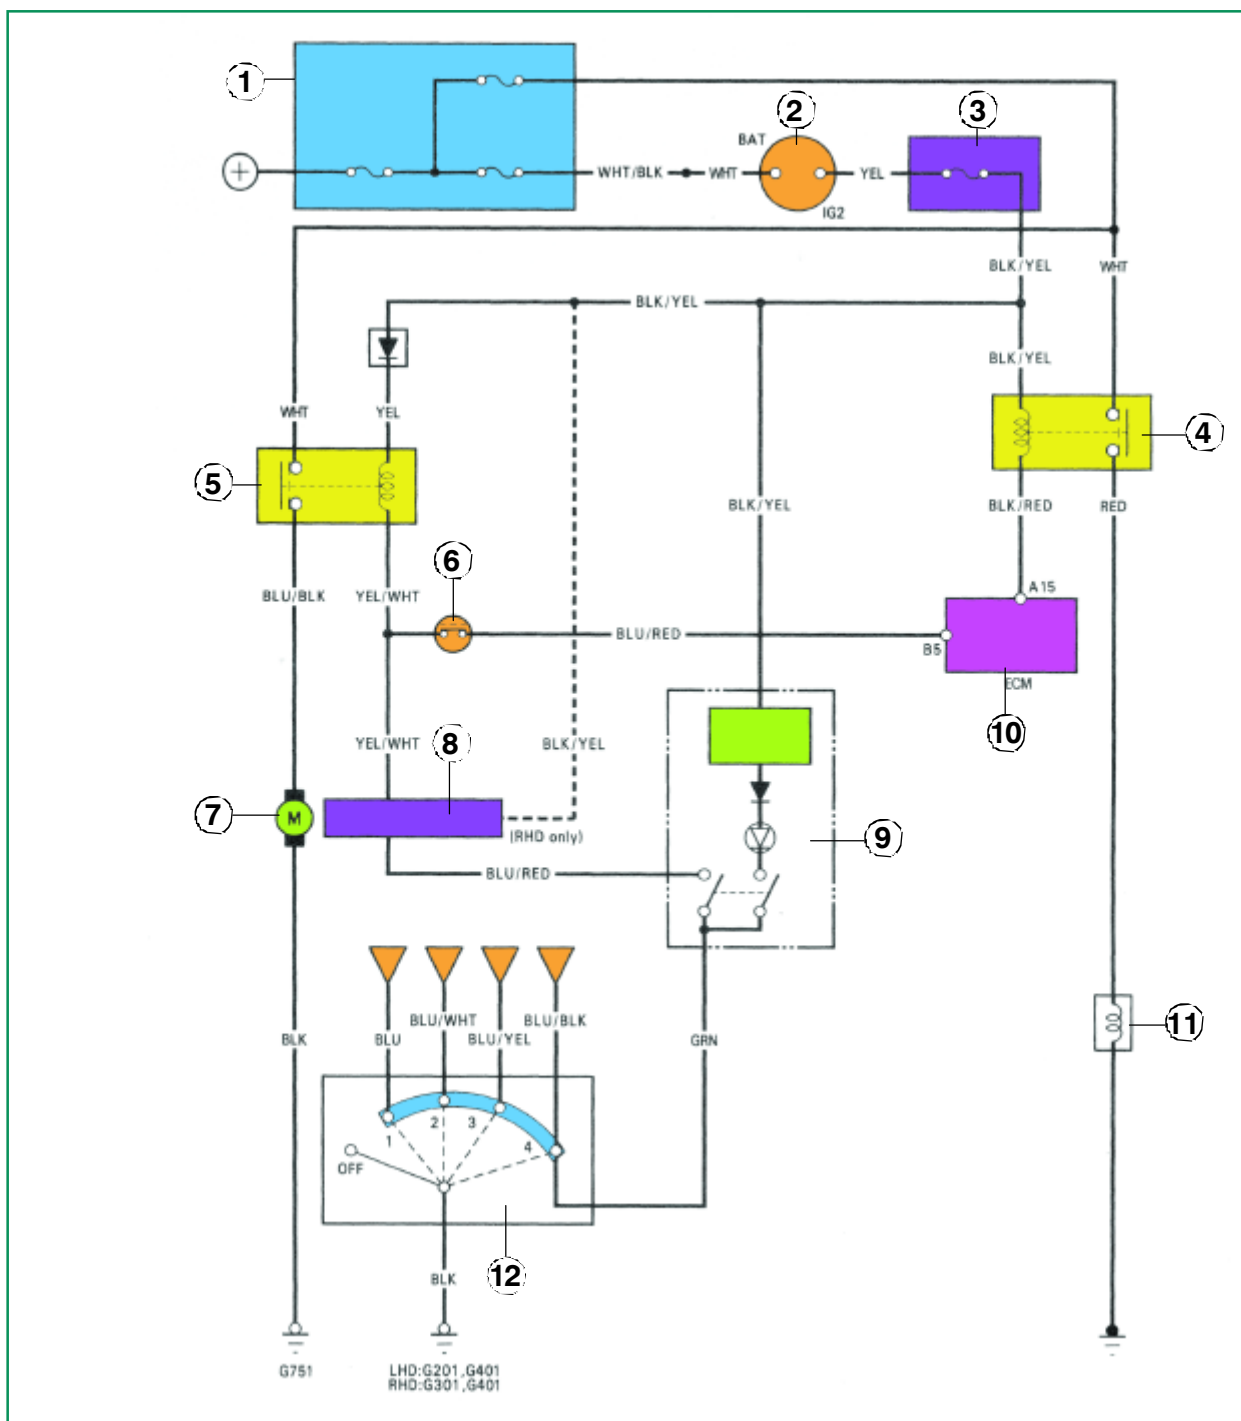 1
2
3
BAT
WHT/BLK
WHT
YEL
IG2
BLK/YEL
WHT
BLK/YEL
BLK/YEL
WHT
YEL
4
5
BLK/YEL
BLK/RED
RED
6
BLU/BLK
YEL/WHT
A15
BLU/RED
B5
ECM
10
YEL/WHT
8
BLK/YEL
7
M
(RHD only)
9
BLU/RED
BLU/WHT
BLU/BLK
BLU
BLU/YEL
BLK
GRN
11
1
2
3
4
OFF
12
BLK
G751
LHD:G201,G401
RHD:G301,G401